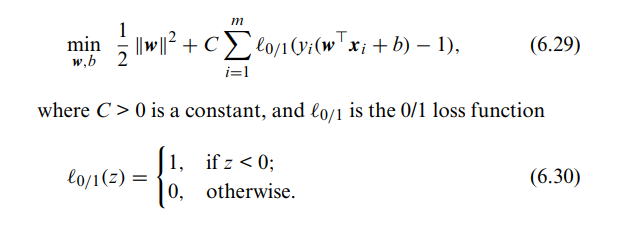 min_{w,b} 1/2 ‖w‖² + C ∑_{i=1}^{m} ℓ_{0/1}(y_i(w^⊤x_i + b) − 1), (6.29)
where C > 0 is a constant, and ℓ_{0/1} is the 0/1 loss function
ℓ_{0/1}(z) = { 1, if z < 0;
0, otherwise. (6.30)